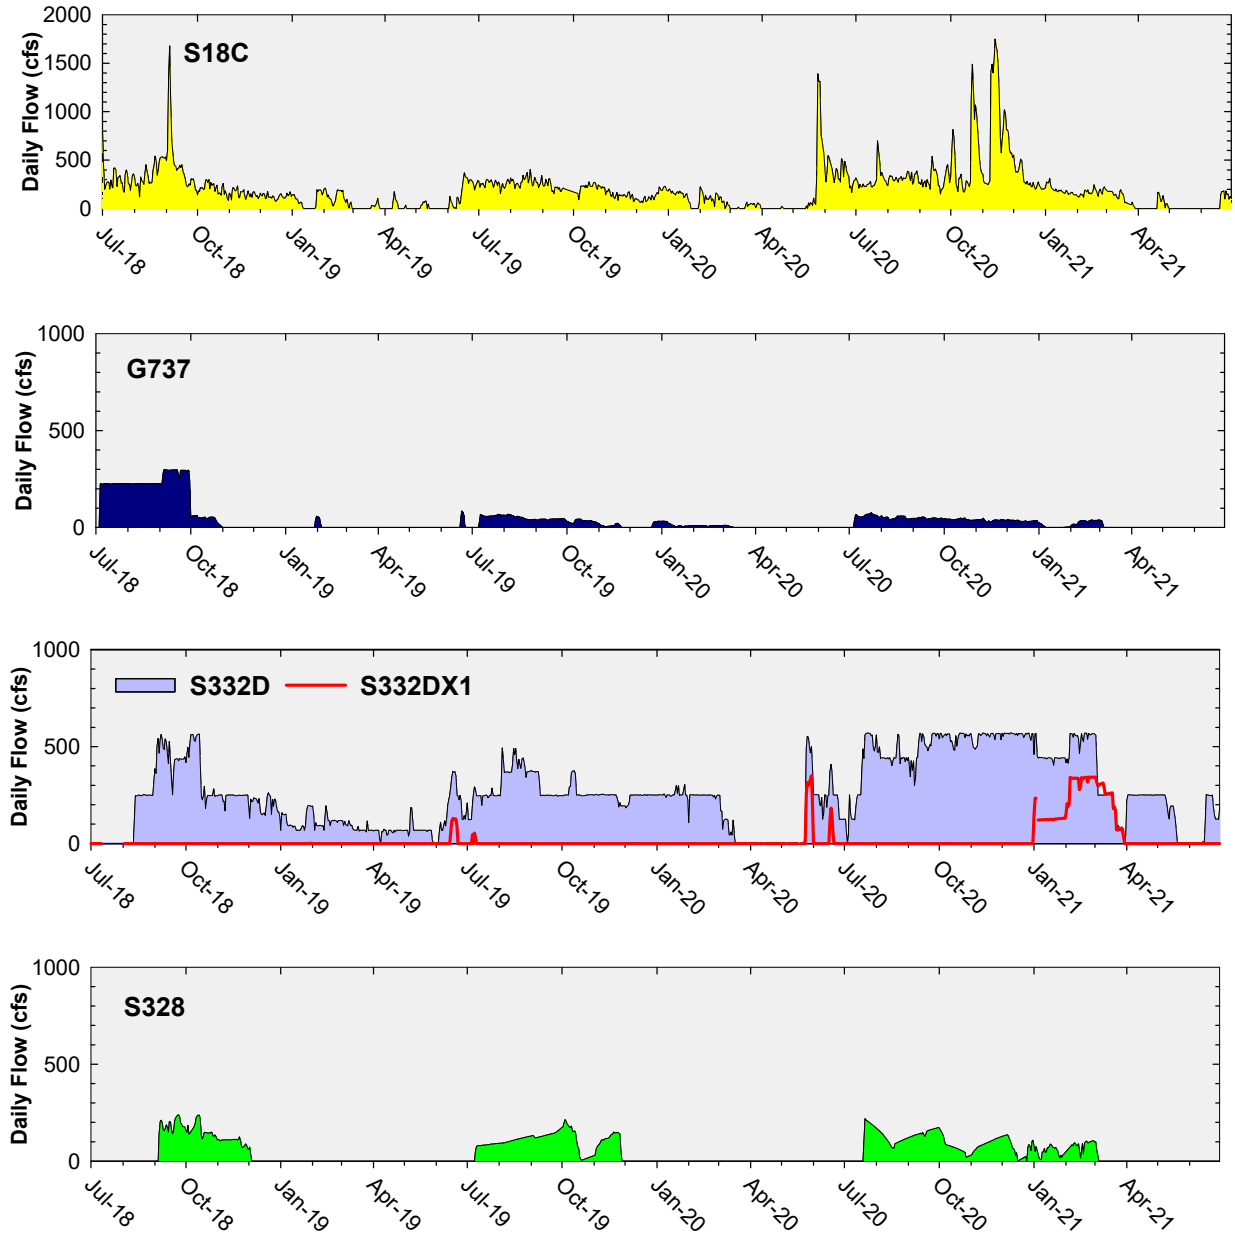 2000
1500
1000
500
0
Daily Flow (cfs)
S18C
Jul-18
Oct-18
Jan-19
Apr-19
Jul-19
Oct-19
Jan-20
Apr-20
Jul-20
Oct-20
Jan-21
Apr-21
1000
500
0
Daily Flow (cfs)
G737
Jul-18
Oct-18
Jan-19
Apr-19
Jul-19
Oct-19
Jan-20
Apr-20
Jul-20
Oct-20
Jan-21
Apr-21
1000
500
0
Daily Flow (cfs)
S332D S332DX1
Jul-18
Oct-18
Jan-19
Apr-19
Jul-19
Oct-19
Jan-20
Apr-20
Jul-20
Oct-20
Jan-21
Apr-21
1000
500
0
Daily Flow (cfs)
S328
Jul-18
Oct-18
Jan-19
Apr-19
Jul-19
Oct-19
Jan-20
Apr-20
Jul-20
Oct-20
Jan-21
Apr-21